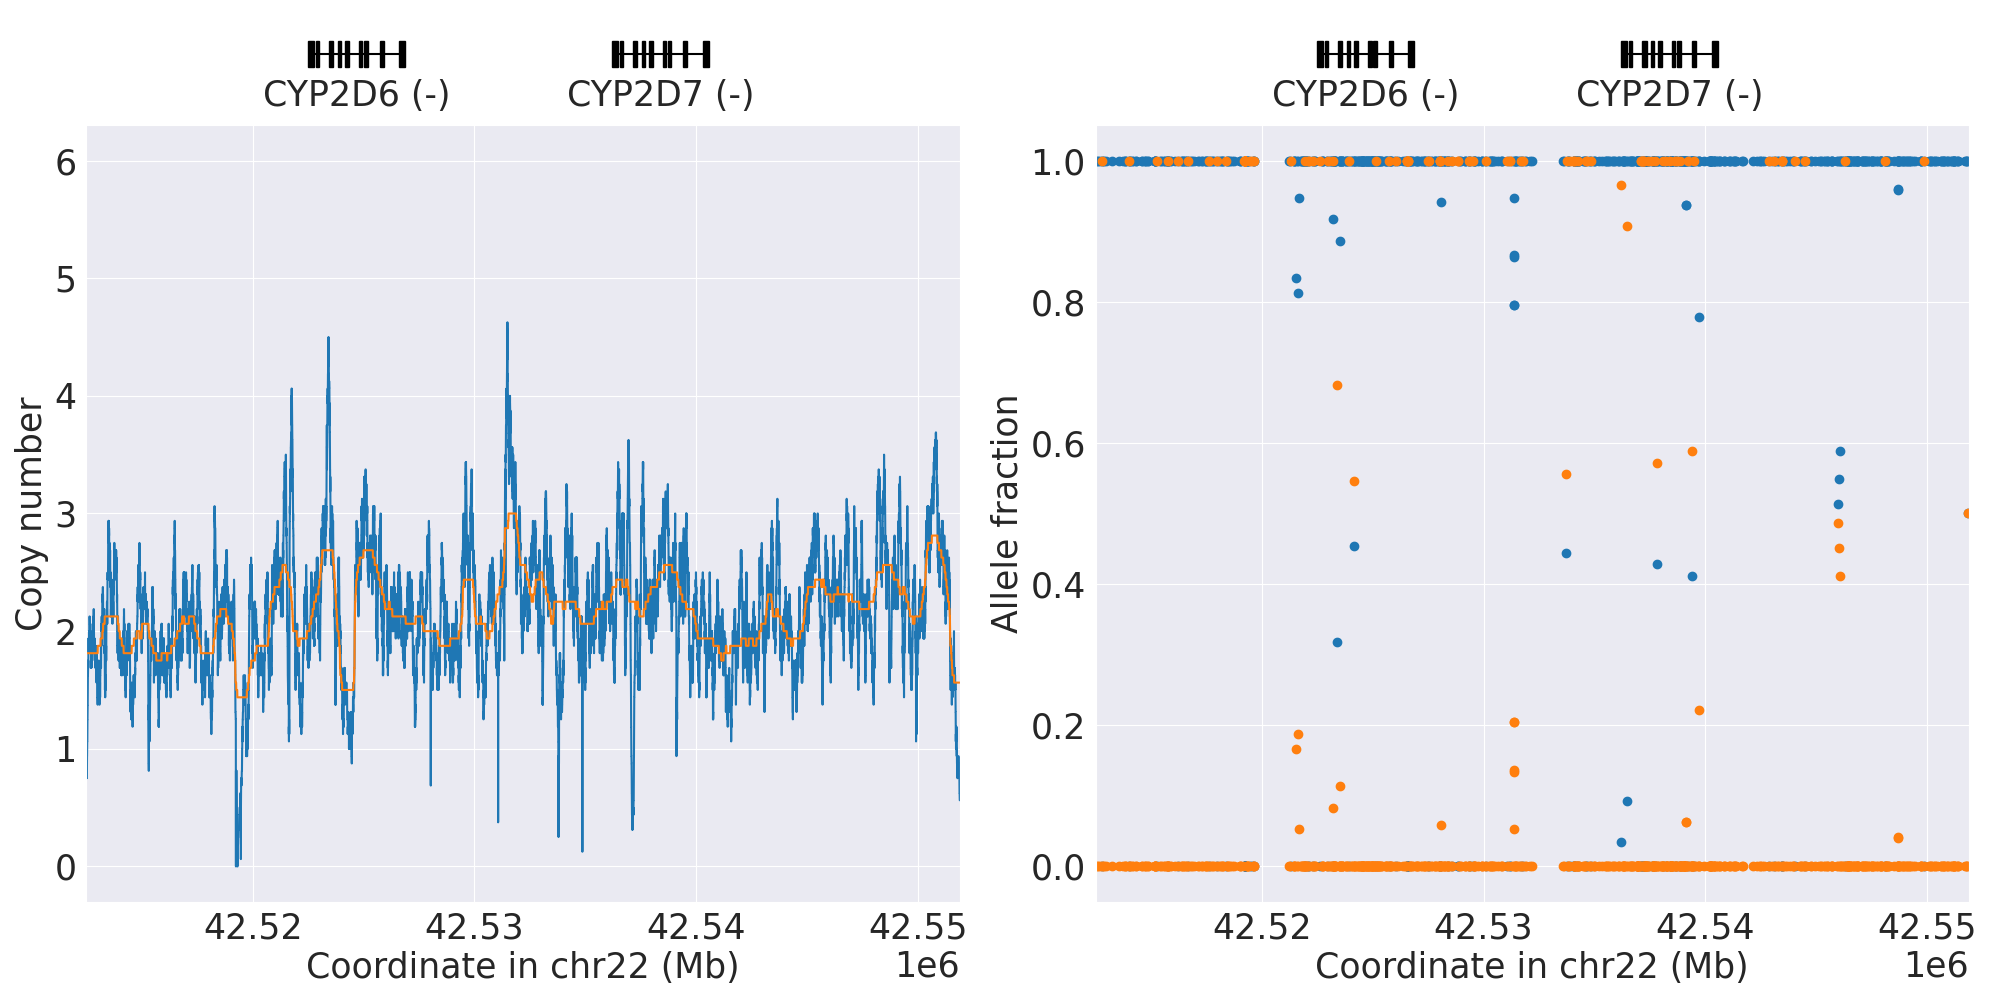 CYP2D6 (-) CYP2D7 (-)
6
5
4
3
2
1
0
Copy number
42.52 42.53 42.54 42.55
Coordinate in chr22 (Mb) 1e6
CYP2D6 (-) CYP2D7 (-)
1.0
0.8
0.6
0.4
0.2
0.0
Allele fraction
42.52 42.53 42.54 42.55
Coordinate in chr22 (Mb) 1e6